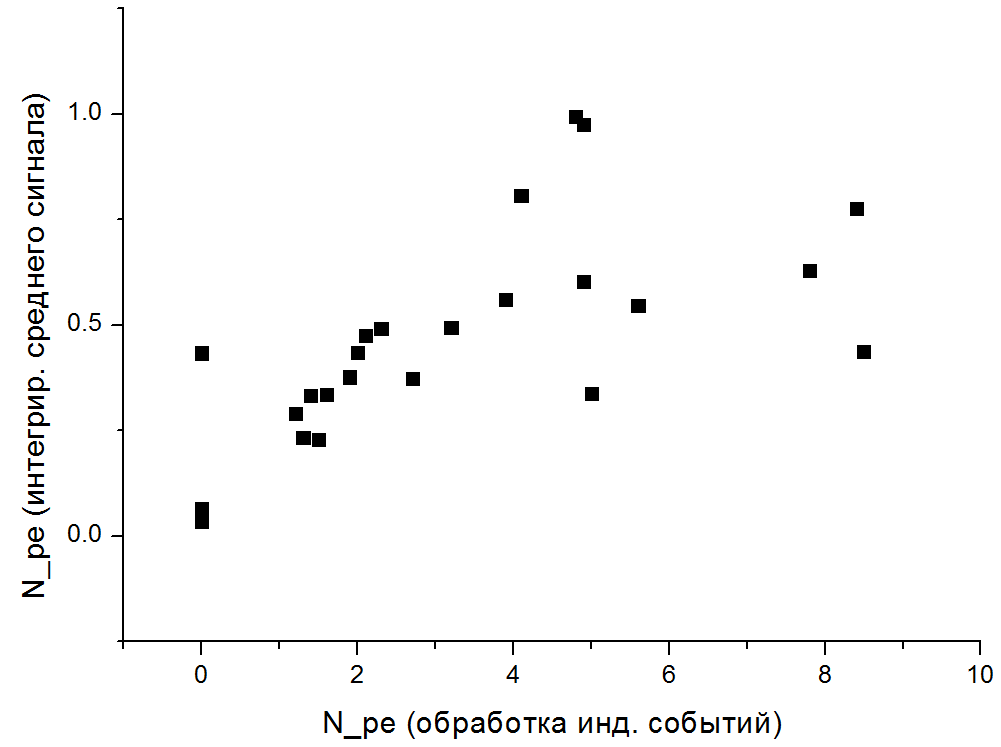 N_pe (интегрир. среднего сигнала)
1.0
0.5
0.0
0 2 4 6 8 10
N_pe (обработка инд. событий)